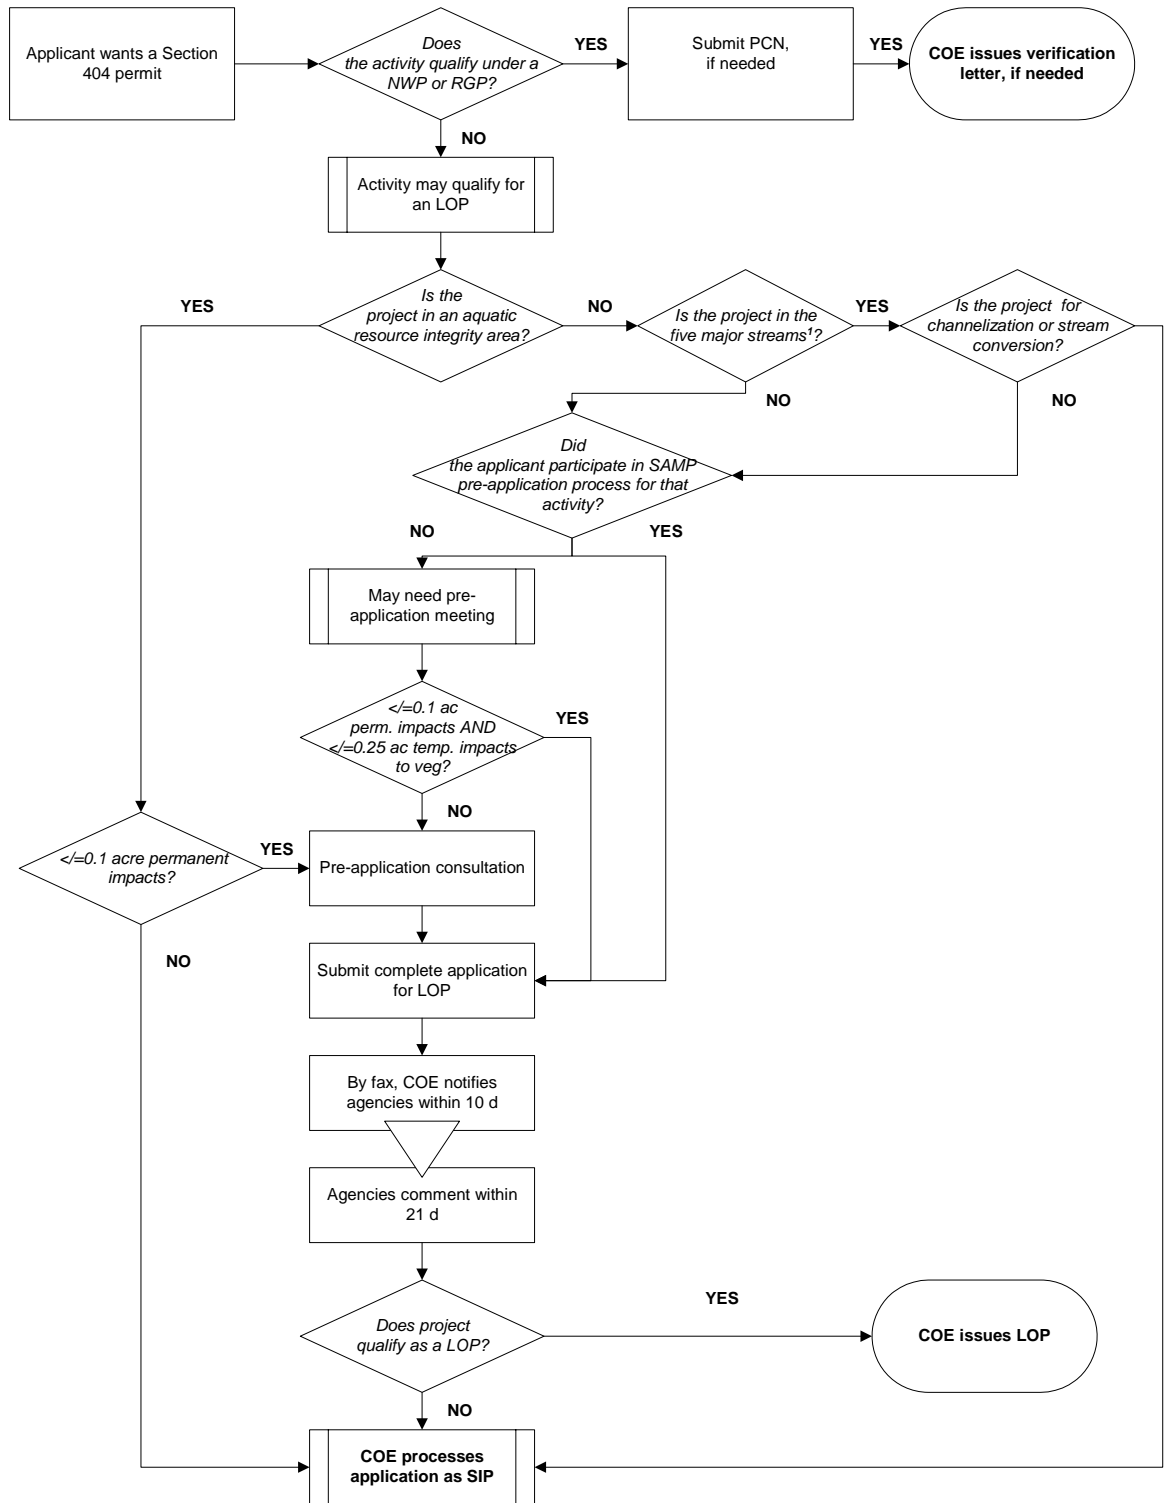 Applicant wants a Section
404 permit
Does
the activity qualify under a
NWP or RGP?
YES
Submit PCN,
if needed
YES
COE issues verification
letter, if needed
NO
Activity may qualify for
an LOP
YES
Is the
project in an aquatic
resource integrity area?
NO
Is the project in the
five major streams¹?
YES
Is the project for
channelization or stream
conversion?
NO
NO
Did
the applicant participate in SAMP
pre-application process for that
activity?
NO
YES
May need pre-
application meeting
</=0.1 ac
perm. impacts AND
</=0.25 ac temp. impacts
to veg?
YES
NO
</=0.1 acre permanent
impacts?
YES
Pre-application consultation
NO
Submit complete application
for LOP
By fax, COE notifies
agencies within 10 d
Agencies comment within
21 d
Does project
qualify as a LOP?
YES
COE issues LOP
NO
COE processes
application as SIP